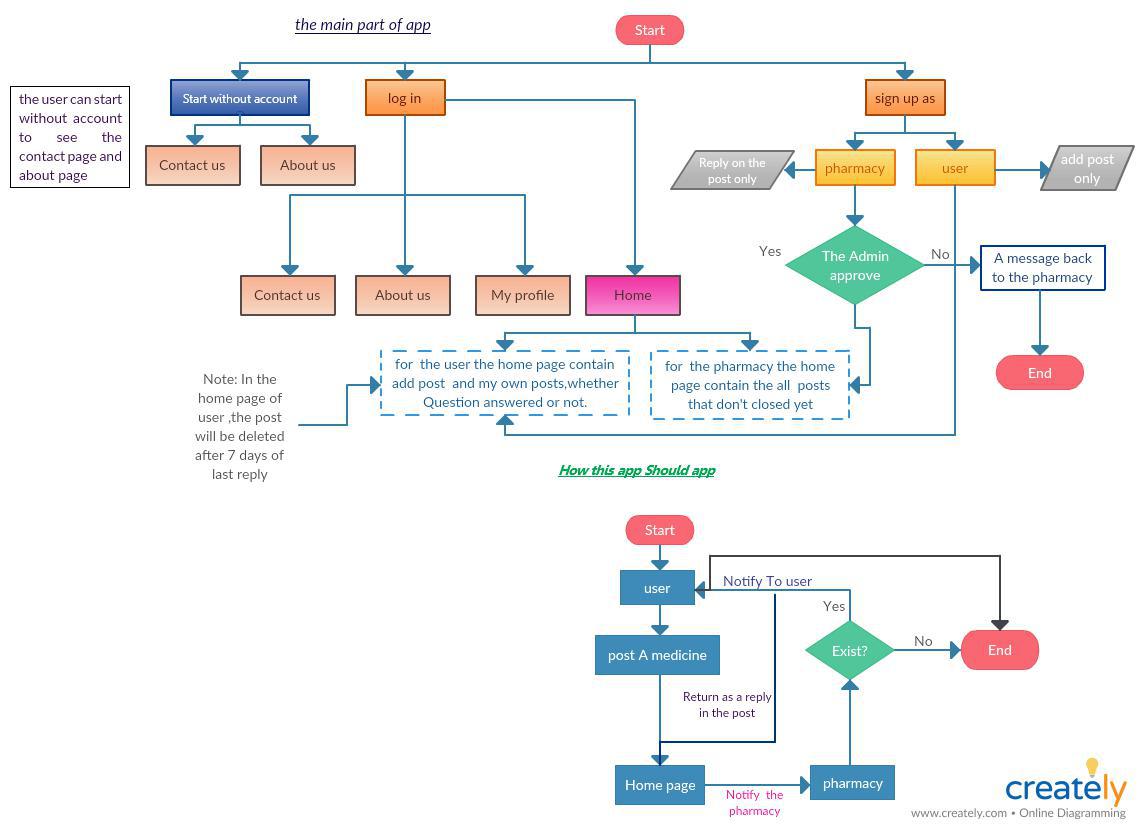 the main part of app
Start
the user can start
without account
to see the
contact page and
about page
Start without account
log in
sign up as
Contact us
About us
Reply on the
post only
pharmacy
user
add post
only
Yes
The Admin
approve
No
A message back
to the pharmacy
End
Contact us
About us
My profile
Home
for the user the home page contain
add post and my own posts,whether
Question answered or not.
for the pharmacy the home
page contain the all posts
that don't closed yet
Note: In the
home page of
user ,the post
will be deleted
after 7 days of
last reply
How this app Should app
Start
user
Notify To user
Yes
post A medicine
Exist?
No
End
Return as a reply
in the post
Home page
Notify the
pharmacy
pharmacy
creately
www.creately.com • Online Diagramming